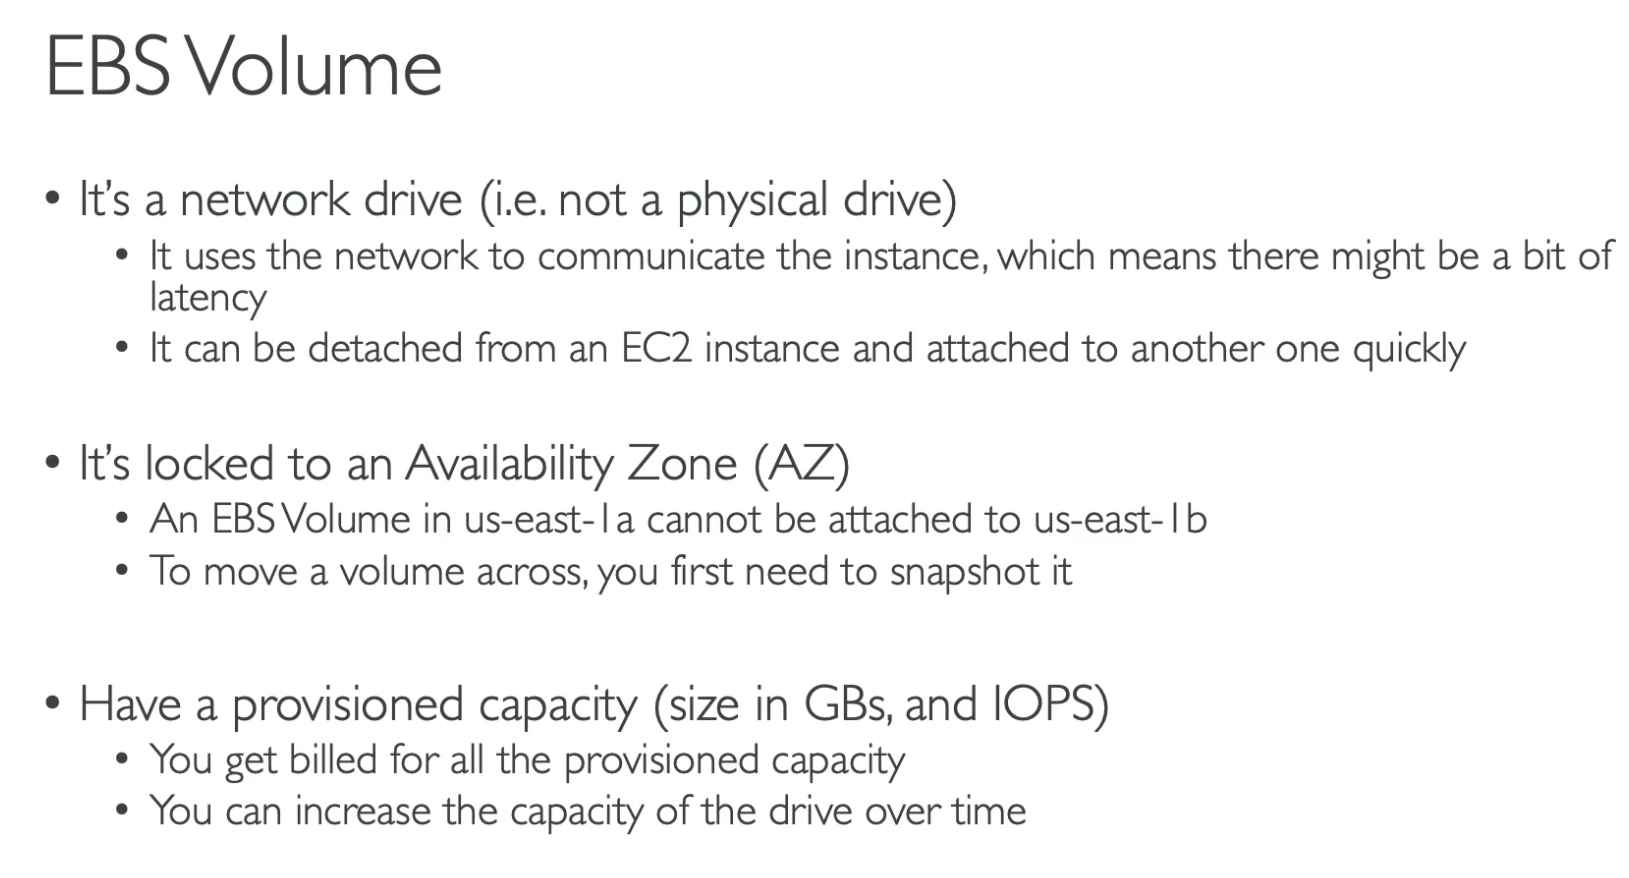 EBS Volume
• It's a network drive (i.e. not a physical drive)
• It uses the network to communicate the instance, which means there might be a bit of
latency
• It can be detached from an EC2 instance and attached to another one quickly
• It's locked to an Availability Zone (AZ)
• An EBS Volume in us-east-1a cannot be attached to us-east-1b
• To move a volume across, you first need to snapshot it
• Have a provisioned capacity (size in GBs, and IOPS)
• You get billed for all the provisioned capacity
• You can increase the capacity of the drive over time